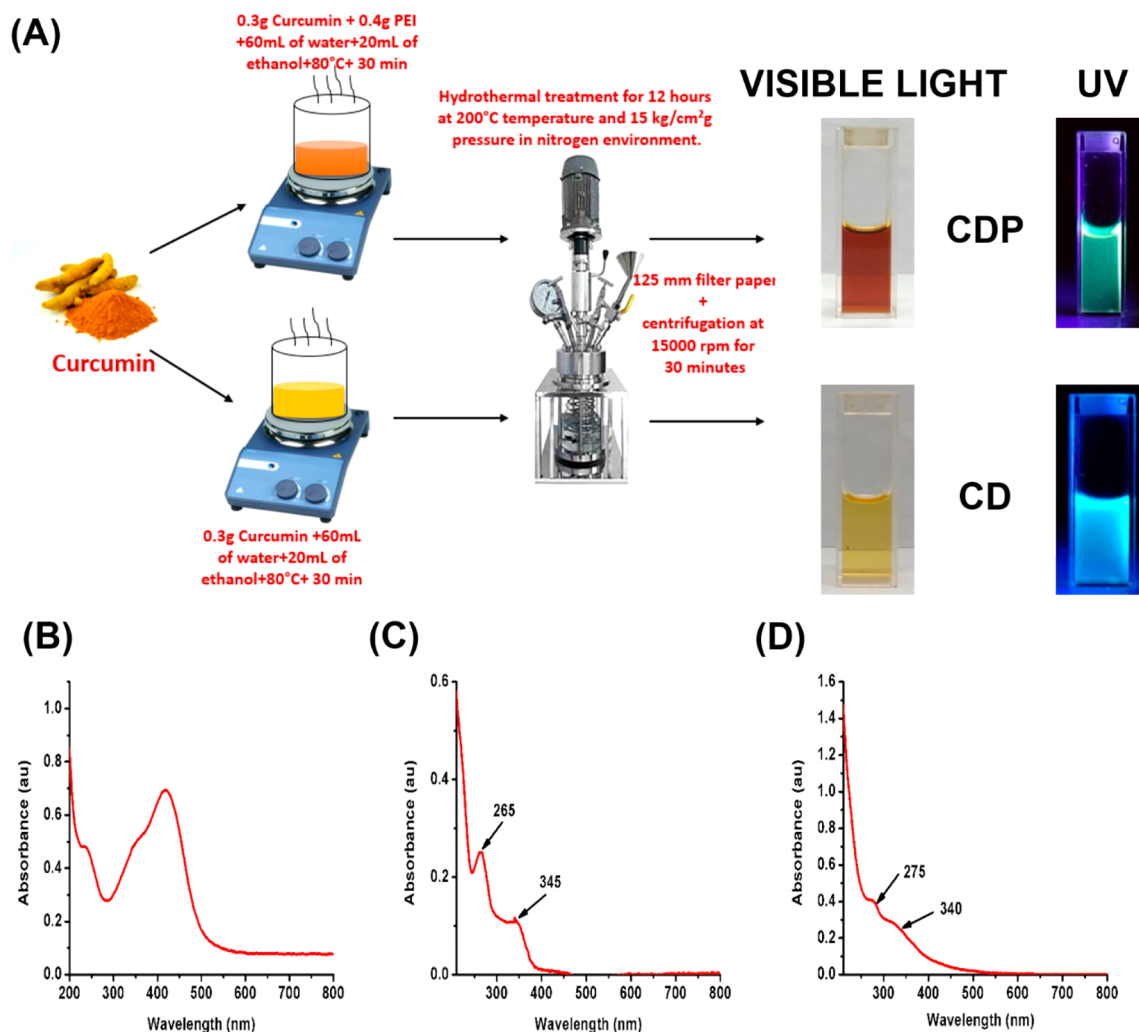 (A)
0.3g Curcumin + 0.4g PEI
+60mL of water+20mL of
ethanol+80°C+ 30 min
Hydrothermal treatment for 12 hours
at 200°C temperature and 15 kg/cm²g
pressure in nitrogen environment.
VISIBLE LIGHT
UV
CDP
125 mm filter paper
+
centrifugation at
15000 rpm for
30 minutes
Curcumin
CD
0.3g Curcumin +60mL
of water+20mL of
ethanol+80°C+ 30 min
(B)
1.0
0.8
0.6
0.4
0.2
0.0
200 300 400 500 600 700 800
Absorbance (au)
Wavelength (nm)
(C)
0.6
0.4
0.2
0.0
300 400 500 600 700 800
265
345
Absorbance (au)
Wavelength (nm)
(D)
1.6
1.4
1.2
1.0
0.8
0.6
0.4
0.2
0.0
300 400 500 600 700 800
275
340
Absorbance (au)
Wavelength (nm)